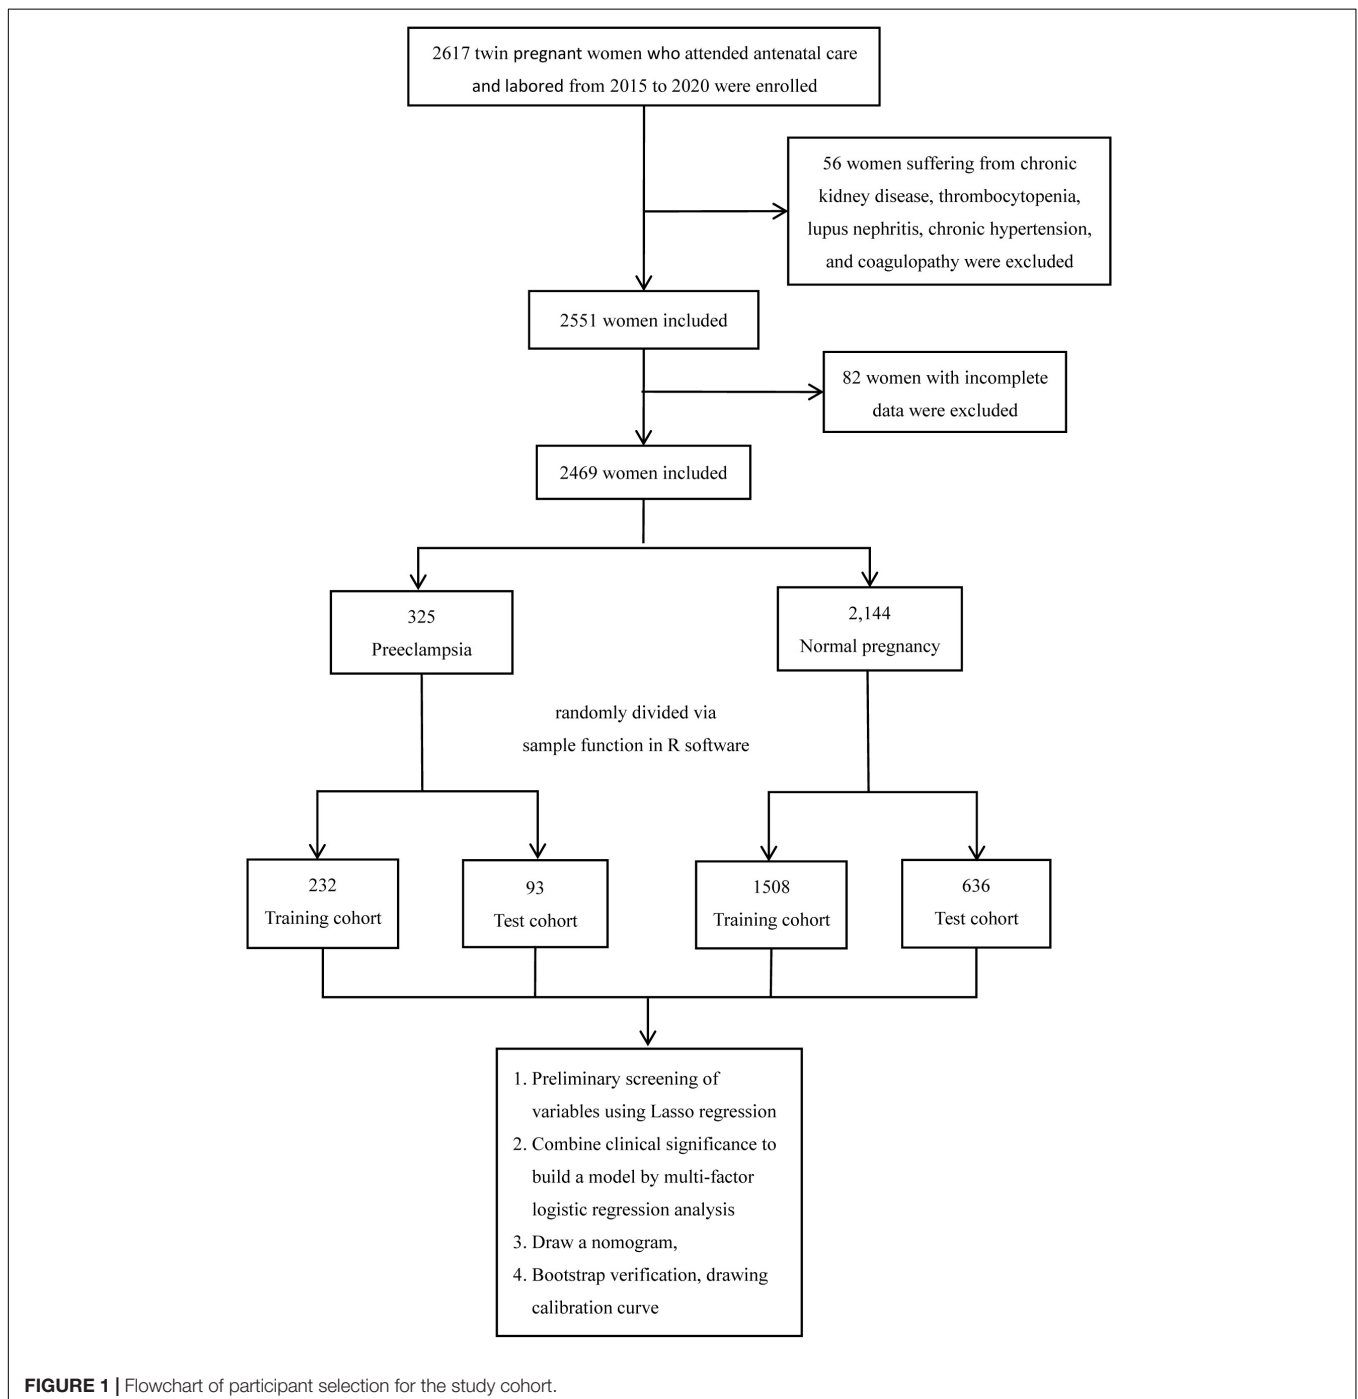 2617 twin pregnant women who attended antenatal care
and labored from 2015 to 2020 were enrolled
56 women suffering from chronic
kidney disease, thrombocytopenia,
lupus nephritis, chronic hypertension,
and coagulopathy were excluded
2551 women included
82 women with incomplete
data were excluded
2469 women included
325
Preeclampsia
2,144
Normal pregnancy
randomly divided via
sample function in R software
232
Training cohort
93
Test cohort
1508
Training cohort
636
Test cohort
1. Preliminary screening of
variables using Lasso regression
2. Combine clinical significance to
build a model by multi-factor
logistic regression analysis
3. Draw a nomogram,
4. Bootstrap verification, drawing
calibration curve
FIGURE 1 | Flowchart of participant selection for the study cohort.